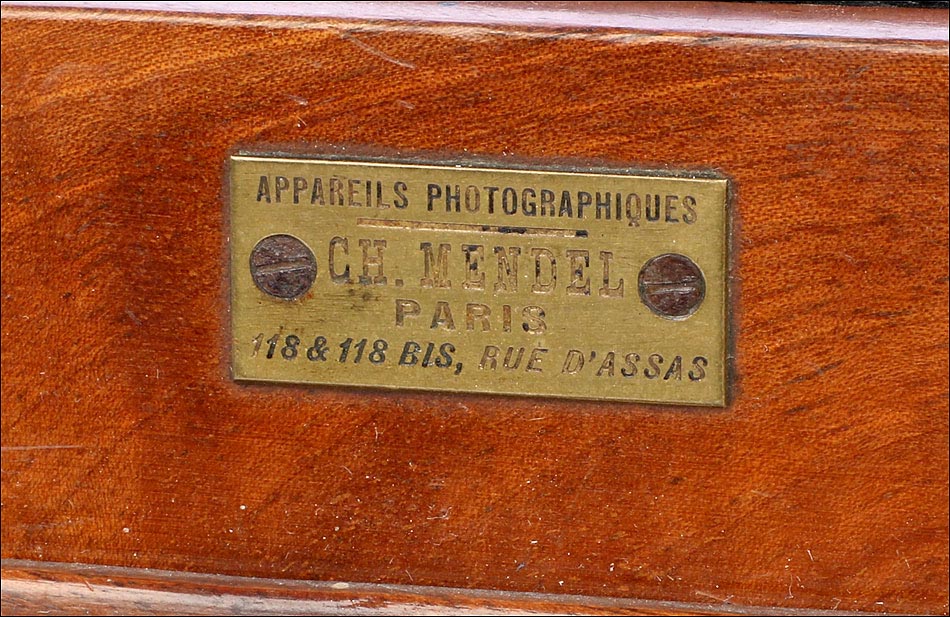 APPAREILS PHOTOGRAPHIQUES
CH. MENDEL
PARIS
118 & 118 BIS, RUE D'ASSAS